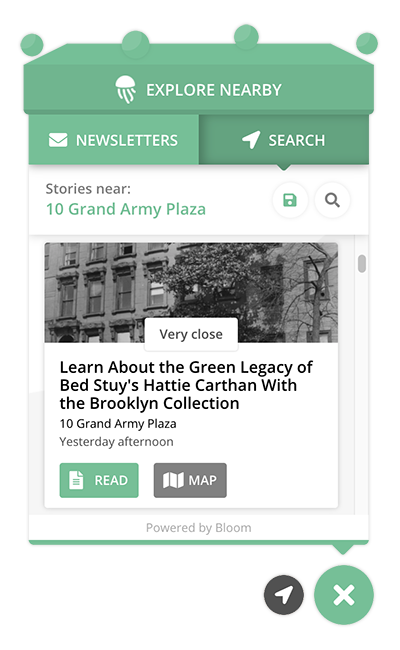 EXPLORE NEARBY
NEWSLETTERS
SEARCH
Stories near:
10 Grand Army Plaza
Very close
Learn About the Green Legacy of
Bed Stuy's Hattie Carthan With
the Brooklyn Collection
10 Grand Army Plaza
Yesterday afternoon
READ
MAP
Powered by Bloom